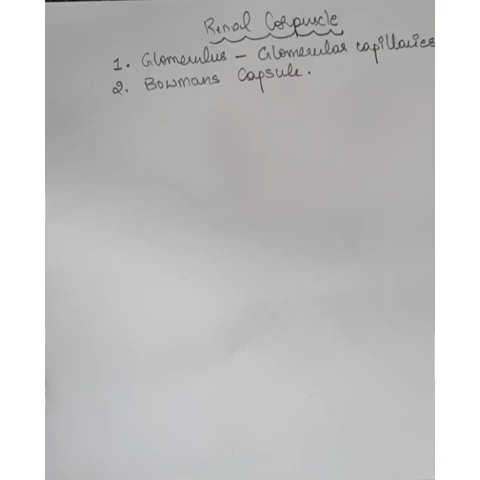 Renal Corpuscle
1. Glomerulus – Glomerular capillaries
2. Bowmans Capsule.